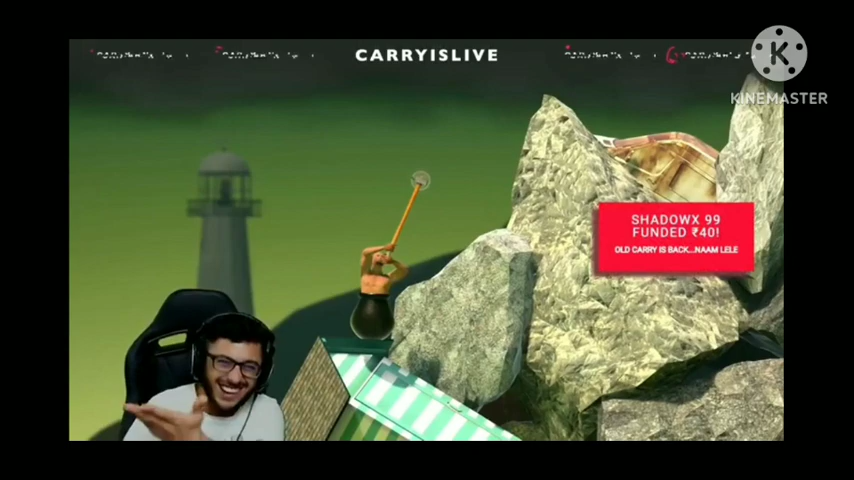 CARRYISLIVE
KINEMASTER
SHADOWX 99
FUNDED ₹40!
OLD CARRY IS BACK...NAAM LELE